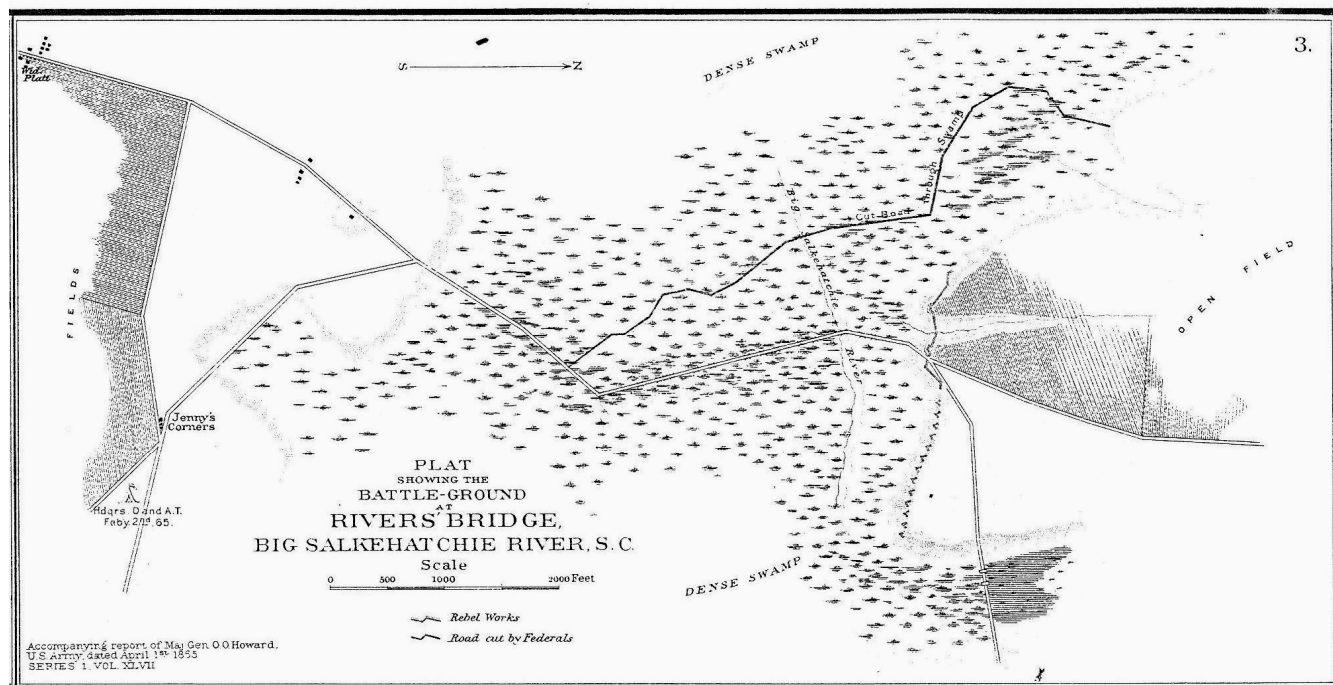 3.
Wid.
Platt
S N
DENSE SWAMP
Cut Road through Swamp
Big Salkehatchie River
OPEN FIELD
FIELDS
Jenny's
Corners
Hdqrs. D and A.T.
Feby. 2nd, 65.
PLAT
SHOWING THE
BATTLE-GROUND
AT
RIVERS' BRIDGE,
BIG SALKEHATCHIE RIVER, S.C.
Scale
0 500 1000 2000 Feet
DENSE SWAMP
Rebel Works
Road cut by Federals
Accompanying report of Maj. Gen. O.O. Howard,
U.S. Army, dated April 1st 1865
SERIES 1. VOL. XLVII